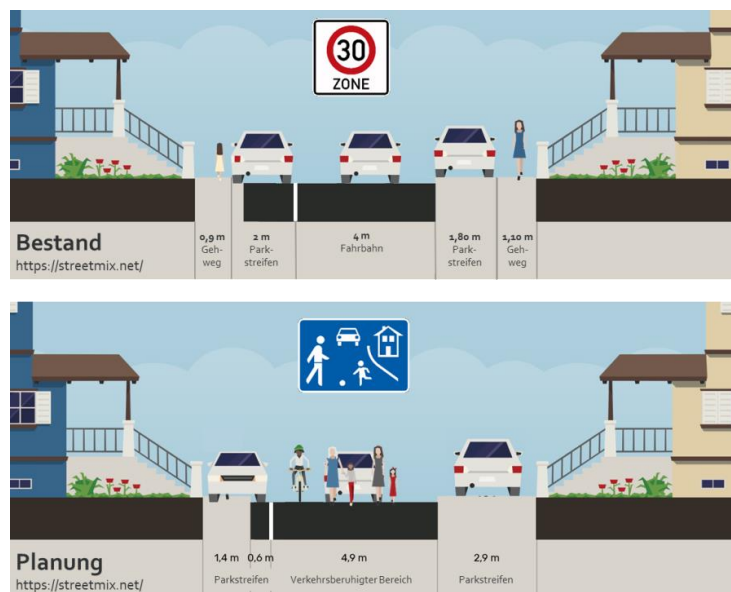 30
ZONE
0,9 m 2 m 4 m 1,80 m 1,10 m
Geh- Park- Fahrbahn Park- Geh-
weg streifen streifen weg
Bestand
https://streetmix.net/
1,4 m 0,6 m 4,9 m 2,9 m
Planung
Parkstreifen Verkehrsberuhigter Bereich Parkstreifen
https://streetmix.net/